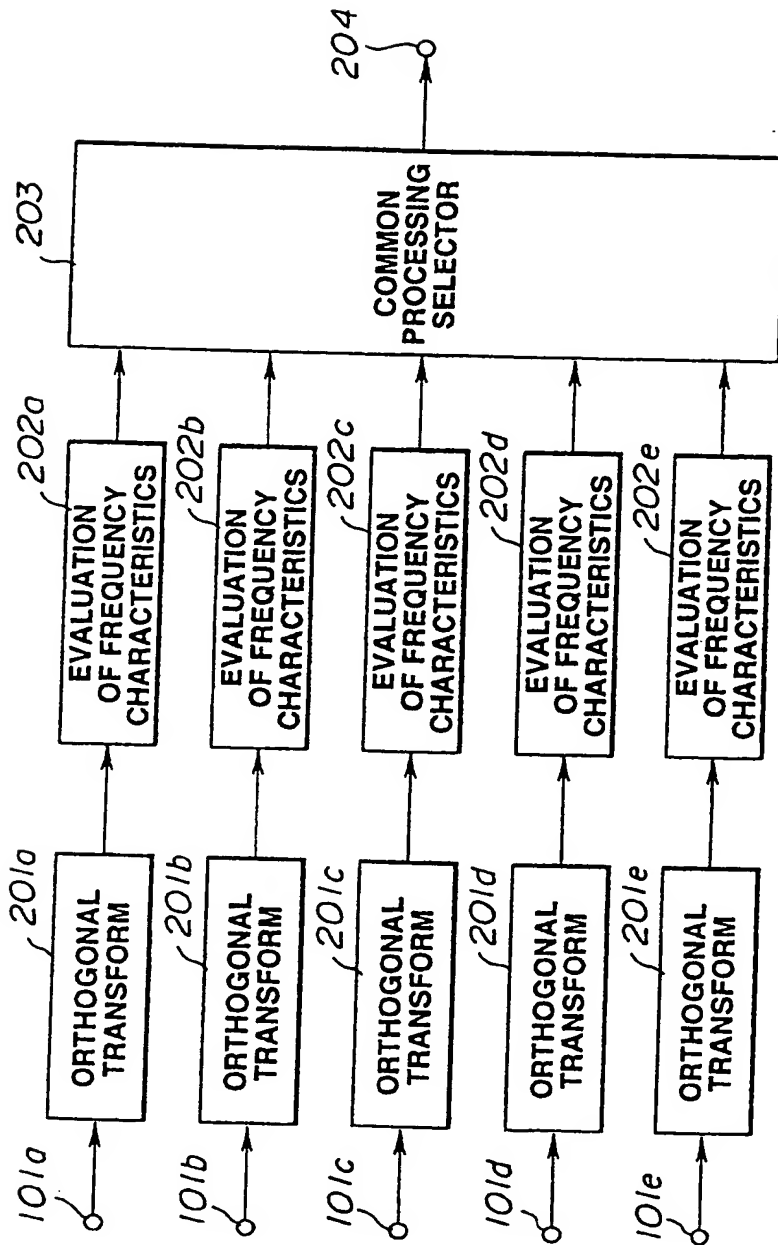 101a
201a
ORTHOGONAL
TRANSFORM
202a
EVALUATION
OF FREQUENCY
CHARACTERISTICS
101b
201b
ORTHOGONAL
TRANSFORM
202b
EVALUATION
OF FREQUENCY
CHARACTERISTICS
101c
201c
ORTHOGONAL
TRANSFORM
202c
EVALUATION
OF FREQUENCY
CHARACTERISTICS
101d
201d
ORTHOGONAL
TRANSFORM
202d
EVALUATION
OF FREQUENCY
CHARACTERISTICS
101e
201e
ORTHOGONAL
TRANSFORM
202e
EVALUATION
OF FREQUENCY
CHARACTERISTICS
203
COMMON
PROCESSING
SELECTOR
204